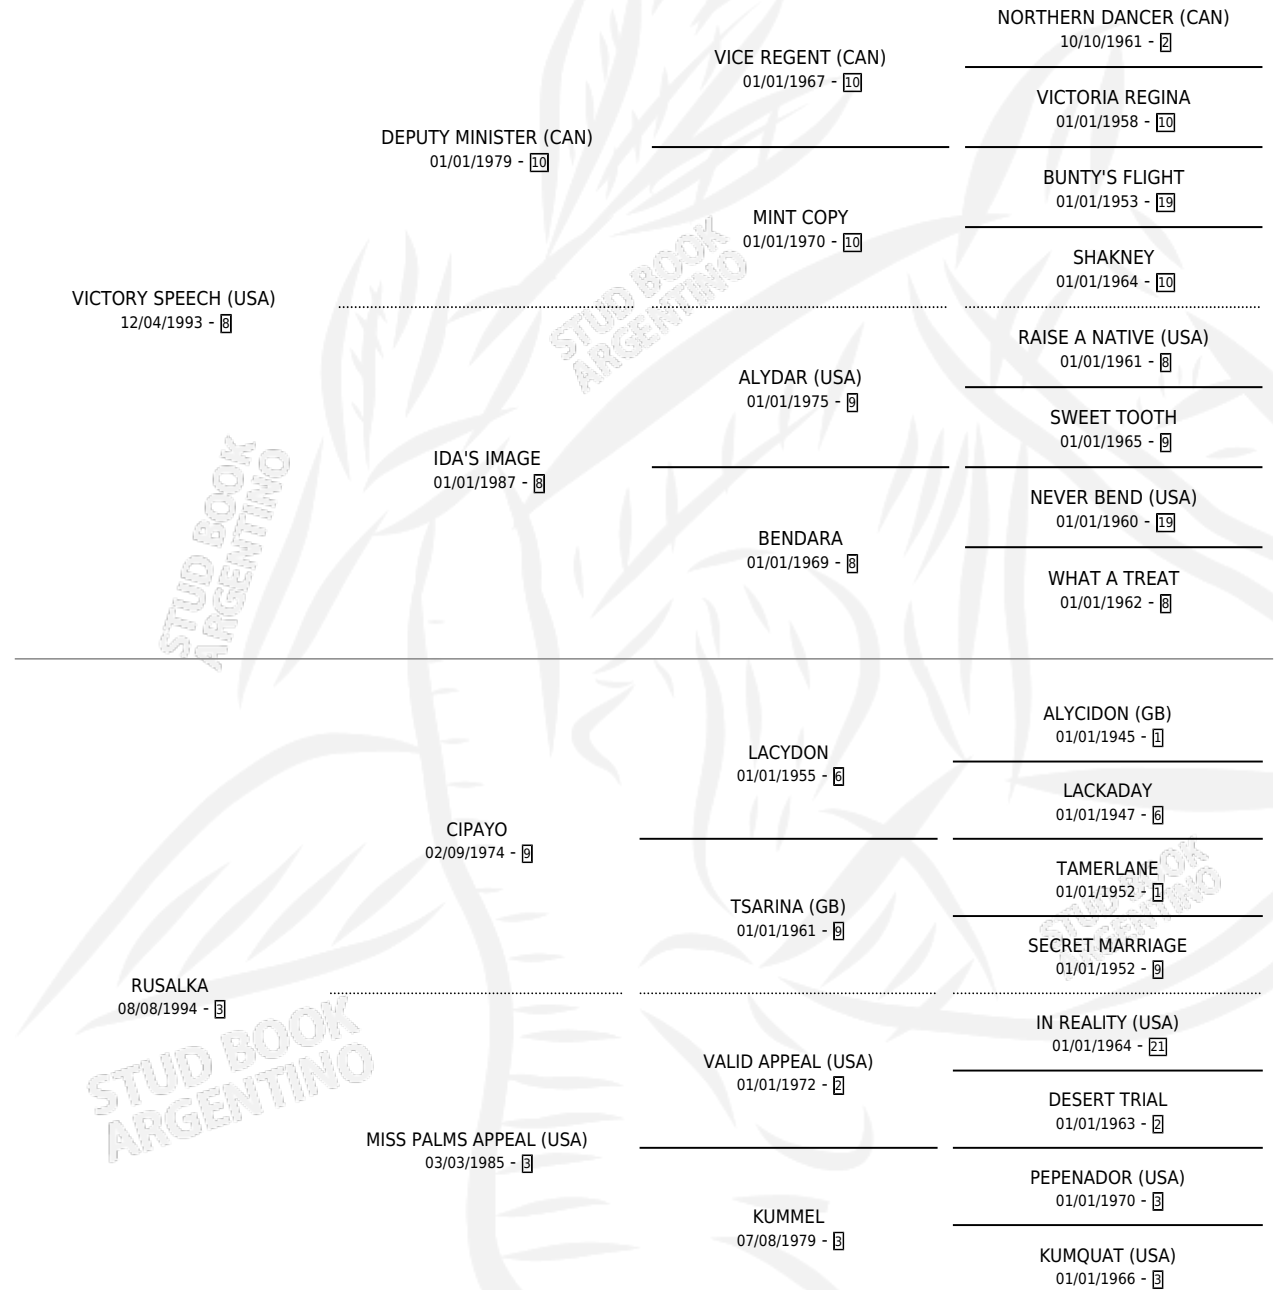 NORTHERN DANCER (CAN)
10/10/1961 - 2
VICE REGENT (CAN)
01/01/1967 - 10
VICTORIA REGINA
01/01/1958 - 10
DEPUTY MINISTER (CAN)
01/01/1979 - 10
BUNTY'S FLIGHT
01/01/1953 - 19
MINT COPY
01/01/1970 - 10
SHAKNEY
01/01/1964 - 10
VICTORY SPEECH (USA)
12/04/1993 - 8
RAISE A NATIVE (USA)
01/01/1961 - 8
ALYDAR (USA)
01/01/1975 - 9
SWEET TOOTH
01/01/1965 - 9
IDA'S IMAGE
01/01/1987 - 8
NEVER BEND (USA)
01/01/1960 - 19
BENDARA
01/01/1969 - 8
WHAT A TREAT
01/01/1962 - 8
STUD BOOK
ARGENTINO
STUD BOOK
ARGENTINO
ALYCIDON (GB)
01/01/1945 - 1
LACYDON
01/01/1955 - 6
LACKADAY
01/01/1947 - 6
CIPAYO
02/09/1974 - 9
TAMERLANE
01/01/1952 - 1
TSARINA (GB)
01/01/1961 - 9
SECRET MARRIAGE
01/01/1952 - 9
RUSALKA
08/08/1994 - 3
IN REALITY (USA)
01/01/1964 - 21
VALID APPEAL (USA)
01/01/1972 - 2
DESERT TRIAL
01/01/1963 - 2
MISS PALMS APPEAL (USA)
03/03/1985 - 3
PEPENADOR (USA)
01/01/1970 - 3
KUMMEL
07/08/1979 - 3
KUMQUAT (USA)
01/01/1966 - 3
STUD BOOK
ARGENTINO
STUD BOOK
ARGENTINO